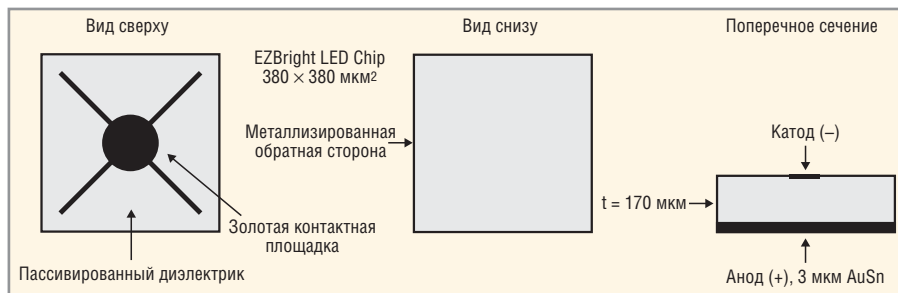 Вид сверху
Вид снизу
Поперечное сечение
EZBright LED Chip
380 × 380 мкм²
Металлизированная
обратная сторона
Катод (–)
t = 170 мкм
Золотая контактная
площадка
Пассивированный диэлектрик
Анод (+), 3 мкм AuSn